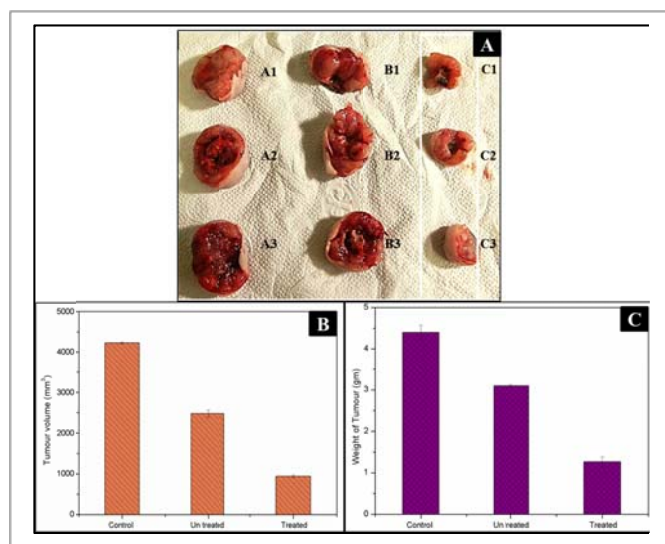 A
A1 B1 C1
A2 B2 C2
A3 B3 C3
B
5000
4000
3000
2000
1000
0
Tumour volume (mm³)
Control Un treatd Treated
C
5
4
3
2
1
0
Weight of Tumour (gm)
Control Un reated Treated